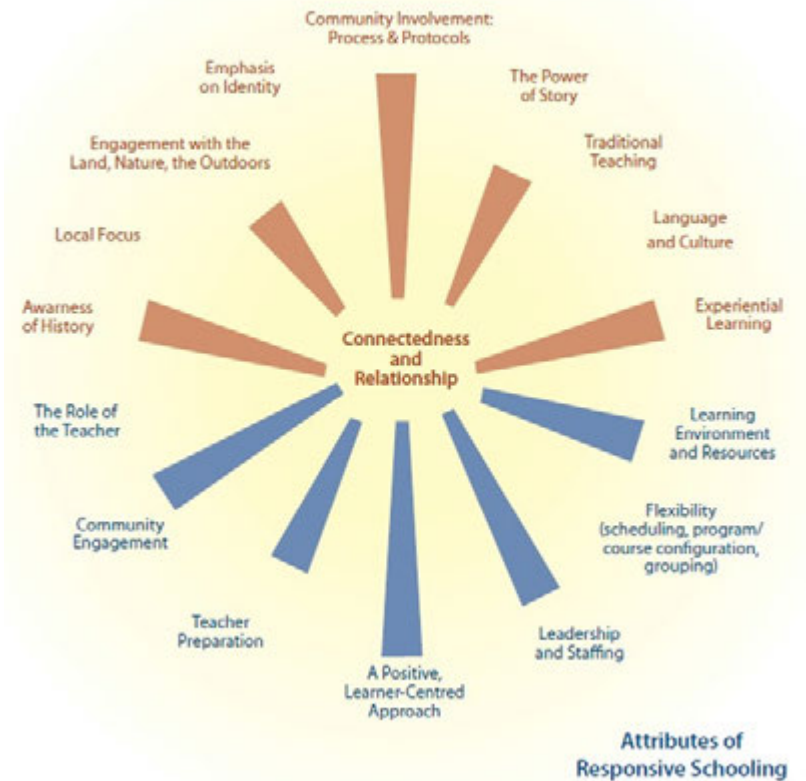 Community Involvement:
Process & Protocols
Emphasis
on Identity
The Power
of Story
Engagement with the
Land, Nature, the Outdoors
Traditional
Teaching
Local Focus
Language
and Culture
Awarness
of History
Experiential
Learning
Connectedness
and
Relationship
The Role of
the Teacher
Learning
Environment
and Resources
Community
Engagement
Flexibility
(scheduling, program/
course configuration,
grouping)
Teacher
Preparation
Leadership
and Staffing
A Positive,
Learner-Centred
Approach
Attributes of
Responsive Schooling